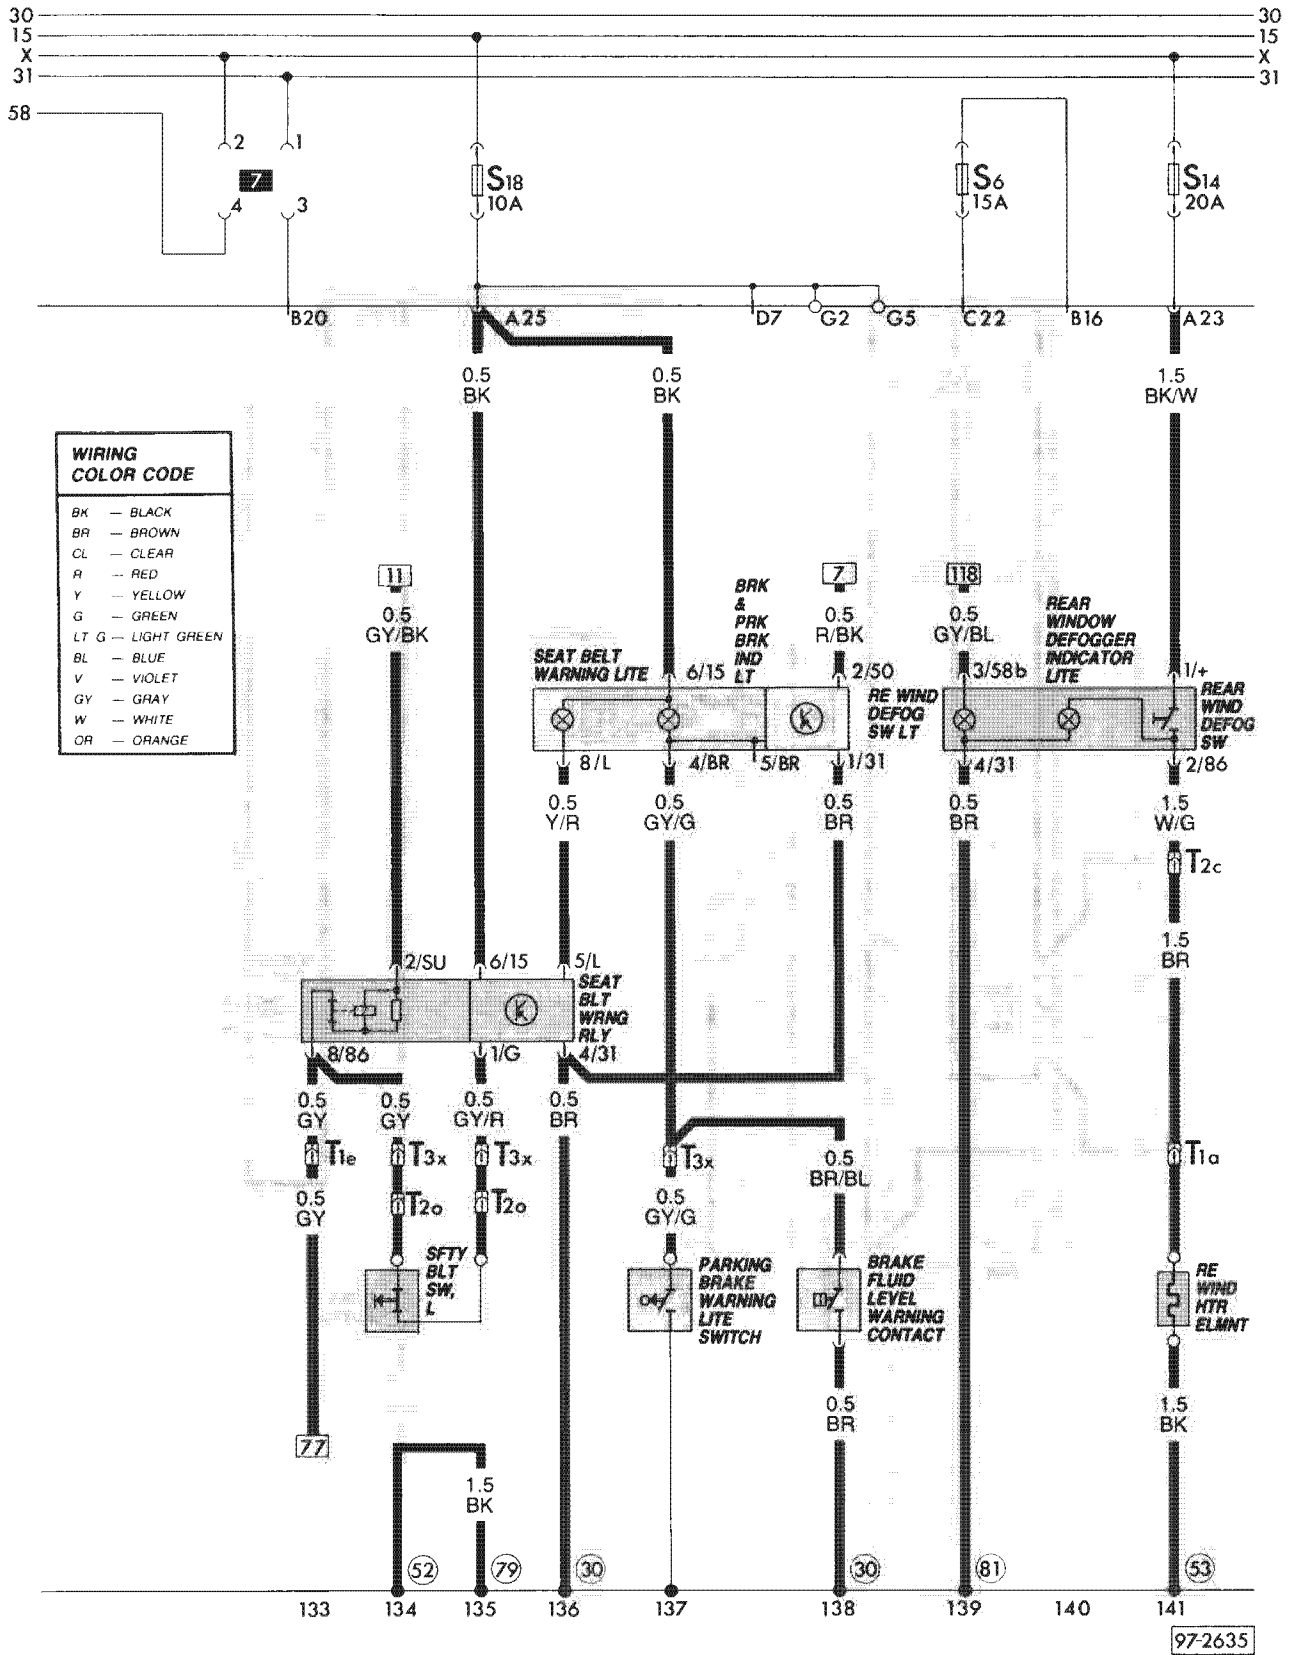 30 30
15 15
X X
31 31
58
2 1
7
4 3
S18
10A
S6
15A
S14
20A
B20 A25 D7 G2 G5 C22 B16 A23
0.5
BK
0.5
BK
1.5
BK/W
WIRING
COLOR CODE
BK — BLACK
BR — BROWN
CL — CLEAR
R — RED
Y — YELLOW
G — GREEN
LT G — LIGHT GREEN
BL — BLUE
V — VIOLET
GY — GRAY
W — WHITE
OR — ORANGE
11
0.5
GY/BK
BRK
&
PRK
BRK
IND
LT
7
0.5
R/BK
118
0.5
GY/BL
REAR
WINDOW
DEFOGGER
INDICATOR
LITE
SEAT BELT
WARNING LITE
6/15 2/50 3/58b 1/+
RE WIND
DEFOG
SW LT
REAR
WIND
DEFOG
SW
8/L 4/BR 5/BR 1/31 4/31 2/86
0.5
Y/R
0.5
GY/G
0.5
BR
0.5
BR
1.5
W/G
T2c
1.5
BR
2/SU 6/15 5/L
SEAT
BLT
WRNG
RLY
8/86 1/G 4/31
0.5
GY
0.5
GY
0.5
GY/R
0.5
BR
T1e T3x T3x T3x T1a
0.5
BR/BL
0.5
GY
T2o T2o
0.5
GY/G
SFTY
BLT
SW,
L
PARKING
BRAKE
WARNING
LITE
SWITCH
BRAKE
FLUID
LEVEL
WARNING
CONTACT
RE
WIND
HTR
ELMNT
0.5
BR
1.5
BK
77
1.5
BK
52 79 30 30 81 53
133 134 135 136 137 138 139 140 141
97-2635